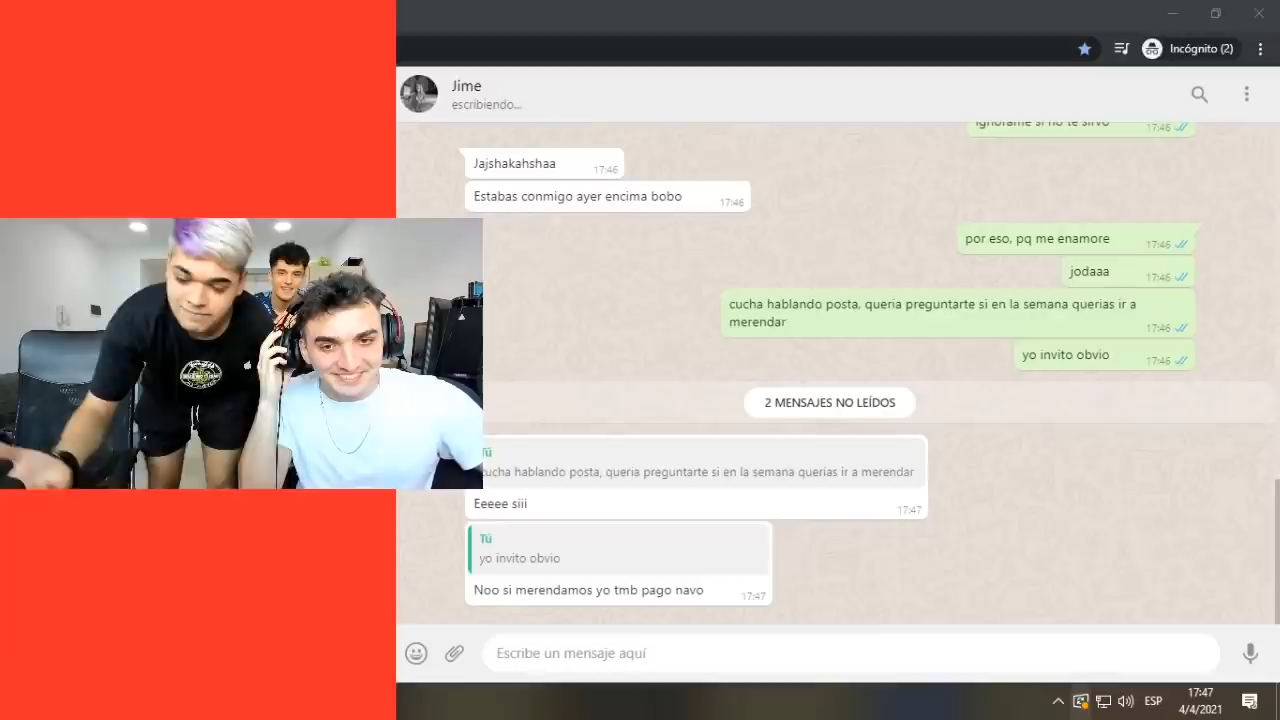 Incógnito (2)
Jime
escribiendo...
ignorame si no te sirvo
17:46
Jajshakahshaa
17:46
Estabas conmigo ayer encima bobo
17:46
por eso, pq me enamore
17:46
jodaaa
17:46
cucha hablando posta, queria preguntarte si en la semana querias ir a
merendar
17:46
yo invito obvio
17:46
2 MENSAJES NO LEÍDOS
Tú
cucha hablando posta, queria preguntarte si en la semana querias ir a merendar
Eeeee siii
17:47
Tú
yo invito obvio
Noo si merendamos yo tmb pago navo
17:47
Escribe un mensaje aquí
ESP
17:47
4/4/2021